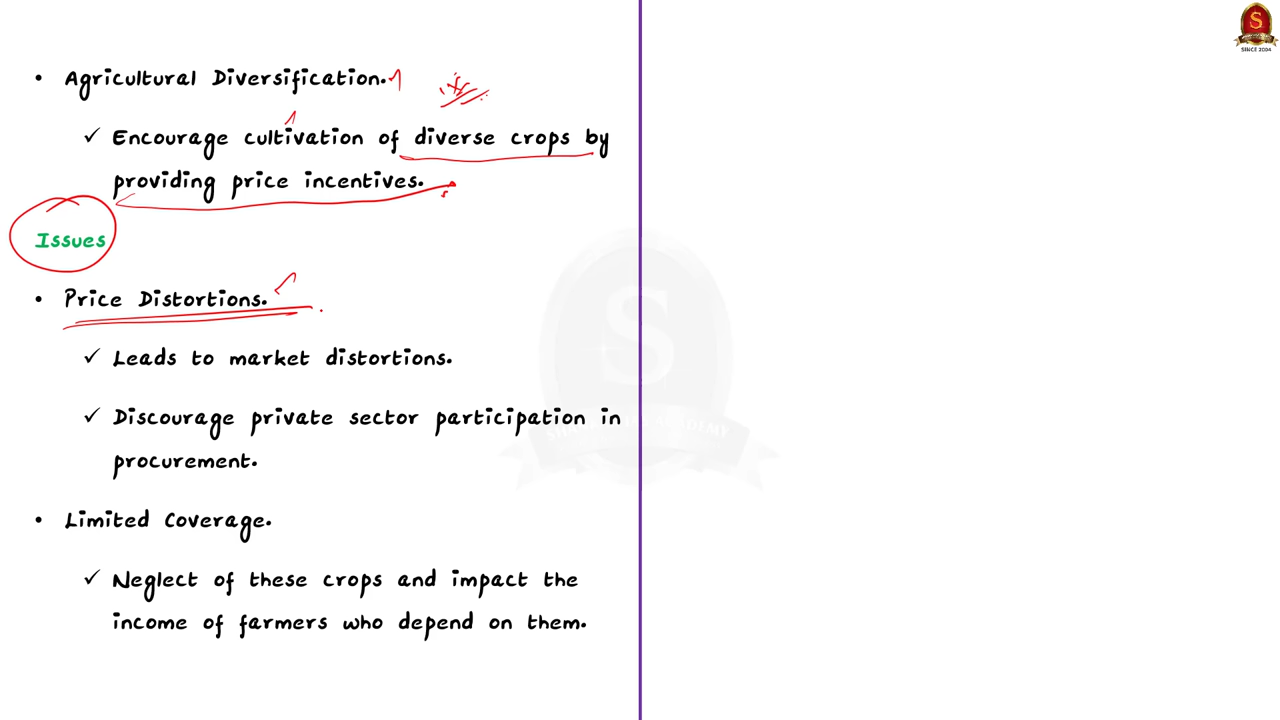 • Agricultural Diversification.
✓ Encourage cultivation of diverse crops by
providing price incentives.
Issues
• Price Distortions.
✓ Leads to market distortions.
✓ Discourage private sector participation in
procurement.
• Limited Coverage.
✓ Neglect of these crops and impact the
income of farmers who depend on them.
S
SINCE 2004